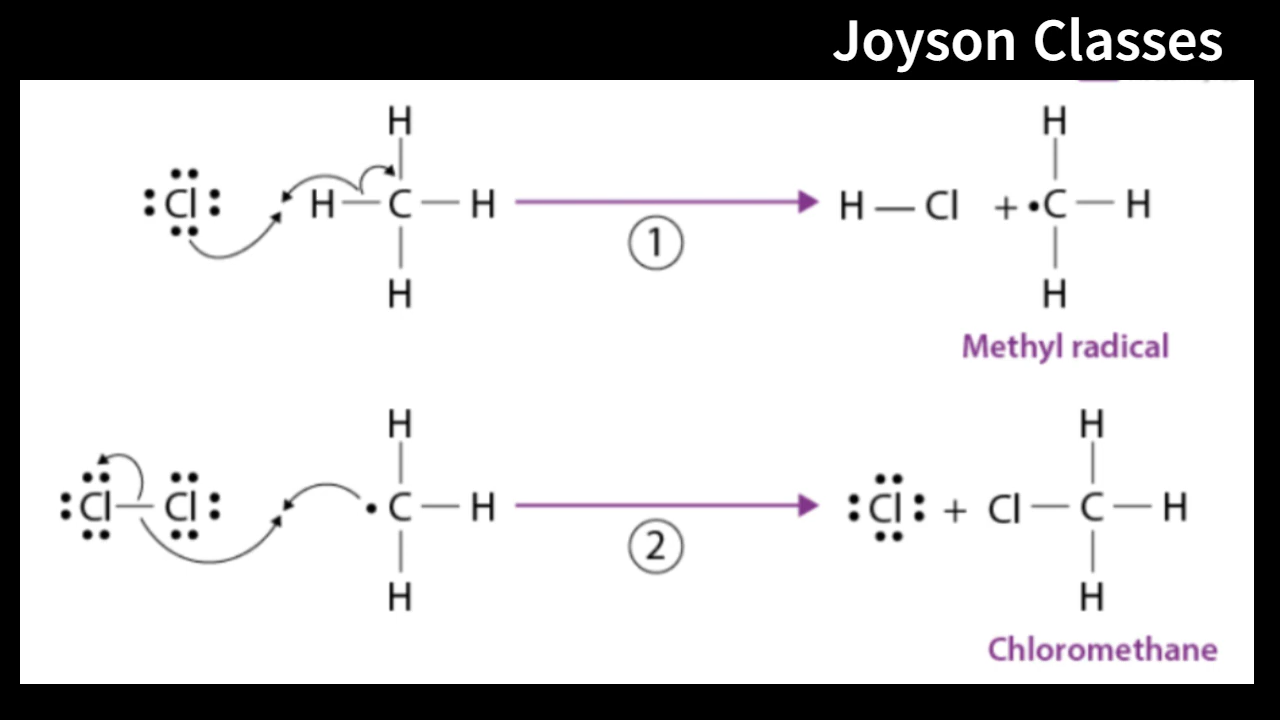 Joyson Classes
H
:Cl: H — C — H H — Cl + •C — H
1
H H
Methyl radical
H H
:Cl — Cl: •C — H :Cl: + Cl — C — H
2
H H
Chloromethane